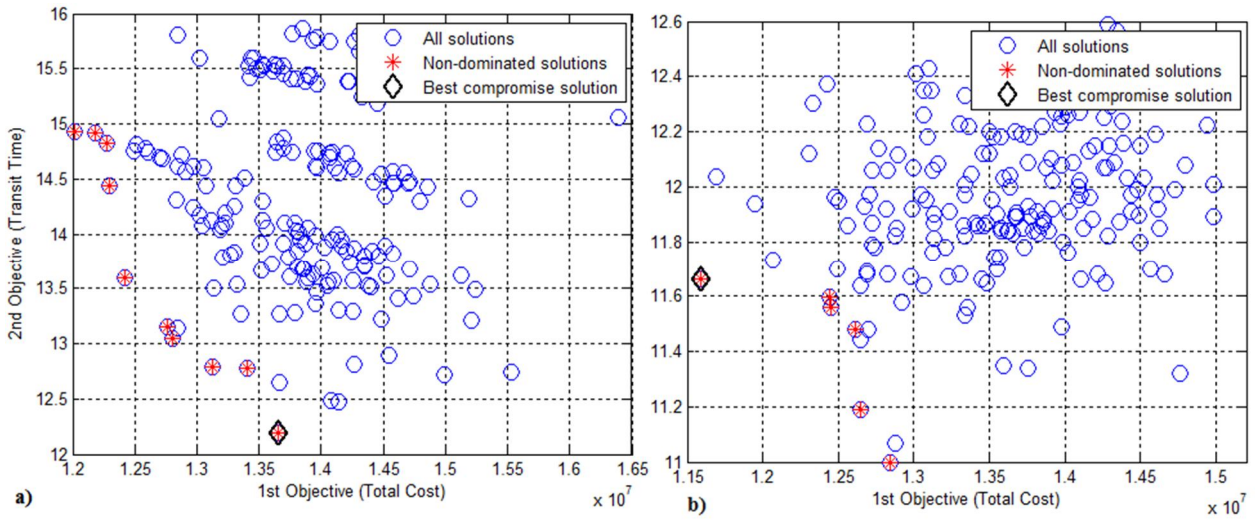 16
15.5
15
14.5
14
13.5
13
12.5
12
2nd Objective (Transit Time)
1.2 1.25 1.3 1.35 1.4 1.45 1.5 1.55 1.6 1.65
1st Objective (Total Cost)
x 10^7
a)
All solutions
Non-dominated solutions
Best compromise solution
12.6
12.4
12.2
12
11.8
11.6
11.4
11.2
11
1.15 1.2 1.25 1.3 1.35 1.4 1.45 1.5
1st Objective (Total Cost)
x 10^7
b)
All solutions
Non-dominated solutions
Best compromise solution